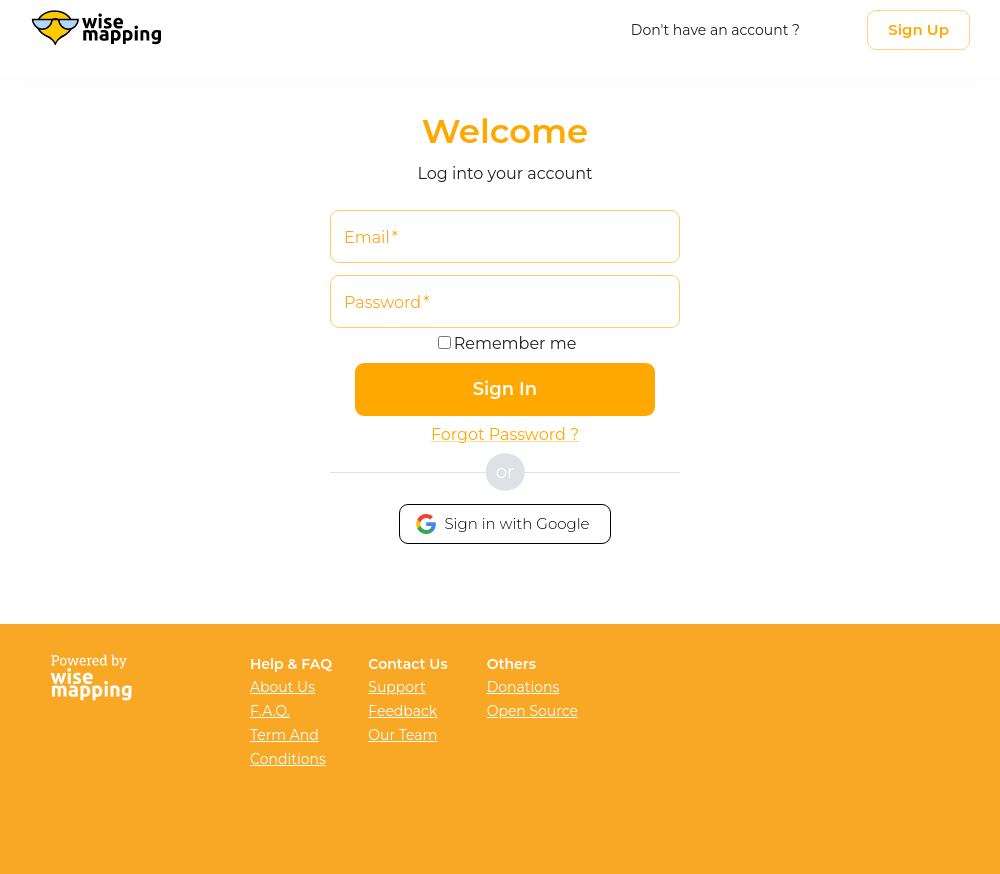 wise
mapping
Don't have an account ?
Sign Up
Welcome
Log into your account
Email *
Password *
Remember me
Sign In
Forgot Password ?
or
Sign in with Google
Powered by
wise
mapping
Help & FAQ
About Us
F.A.Q.
Term And
Conditions
Contact Us
Support
Feedback
Our Team
Others
Donations
Open Source